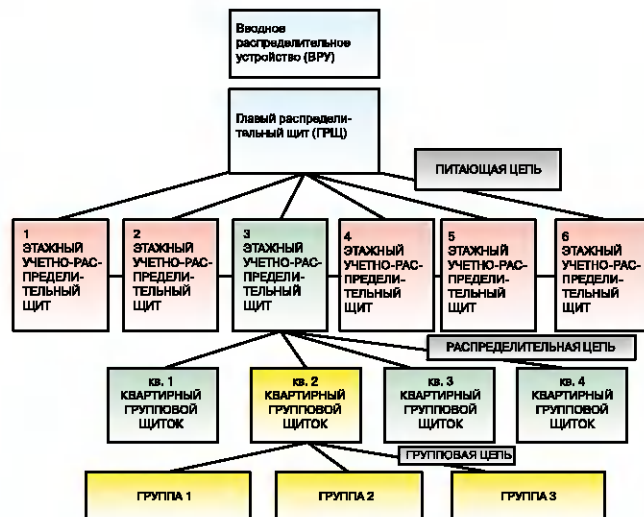 Вводное
распределительное
устройство (ВРУ)
Главый распредели-
тельный щит (ГРЩ)
ПИТАЮЩАЯ ЦЕПЬ
1
ЭТАЖНЫЙ
УЧЕТНО-РАС-
ПРЕДЕЛИ-
ТЕЛЬНЫЙ
ЩИТ
2
ЭТАЖНЫЙ
УЧЕТНО-РАС-
ПРЕДЕЛИ-
ТЕЛЬНЫЙ
ЩИТ
3
ЭТАЖНЫЙ
УЧЕТНО-РАС-
ПРЕДЕЛИ-
ТЕЛЬНЫЙ
ЩИТ
4
ЭТАЖНЫЙ
УЧЕТНО-РАС-
ПРЕДЕЛИ-
ТЕЛЬНЫЙ
ЩИТ
5
ЭТАЖНЫЙ
УЧЕТНО-РАС-
ПРЕДЕЛИ-
ТЕЛЬНЫЙ
ЩИТ
6
ЭТАЖНЫЙ
УЧЕТНО-РАС-
ПРЕДЕЛИ-
ТЕЛЬНЫЙ
ЩИТ
РАСПРЕДЕЛИТЕЛЬНАЯ ЦЕПЬ
кв. 1
КВАРТИРНЫЙ
ГРУППОВОЙ
ЩИТОК
кв. 2
КВАРТИРНЫЙ
ГРУППОВОЙ
ЩИТОК
кв. 3
КВАРТИРНЫЙ
ГРУППОВОЙ
ЩИТОК
кв. 4
КВАРТИРНЫЙ
ГРУППОВОЙ
ЩИТОК
ГРУППОВАЯ ЦЕПЬ
ГРУППА 1
ГРУППА 2
ГРУППА 3